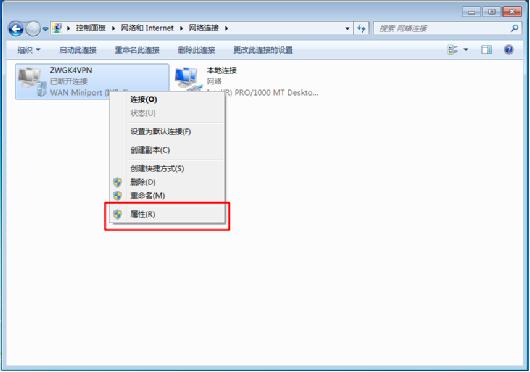 控制面板 ▸ 网络和 Internet ▸ 网络连接 ▸
搜索 网络连接
组织 启动此连接 重命名此连接 删除此连接 更改此连接的设置
ZWGK4VPN
已断开连接
WAN Miniport
本地连接
网络
PRO/1000 MT Deskto...
连接(O)
状态(U)
设置为默认连接(F)
创建副本(C)
创建快捷方式(S)
删除(D)
重命名(M)
属性(R)